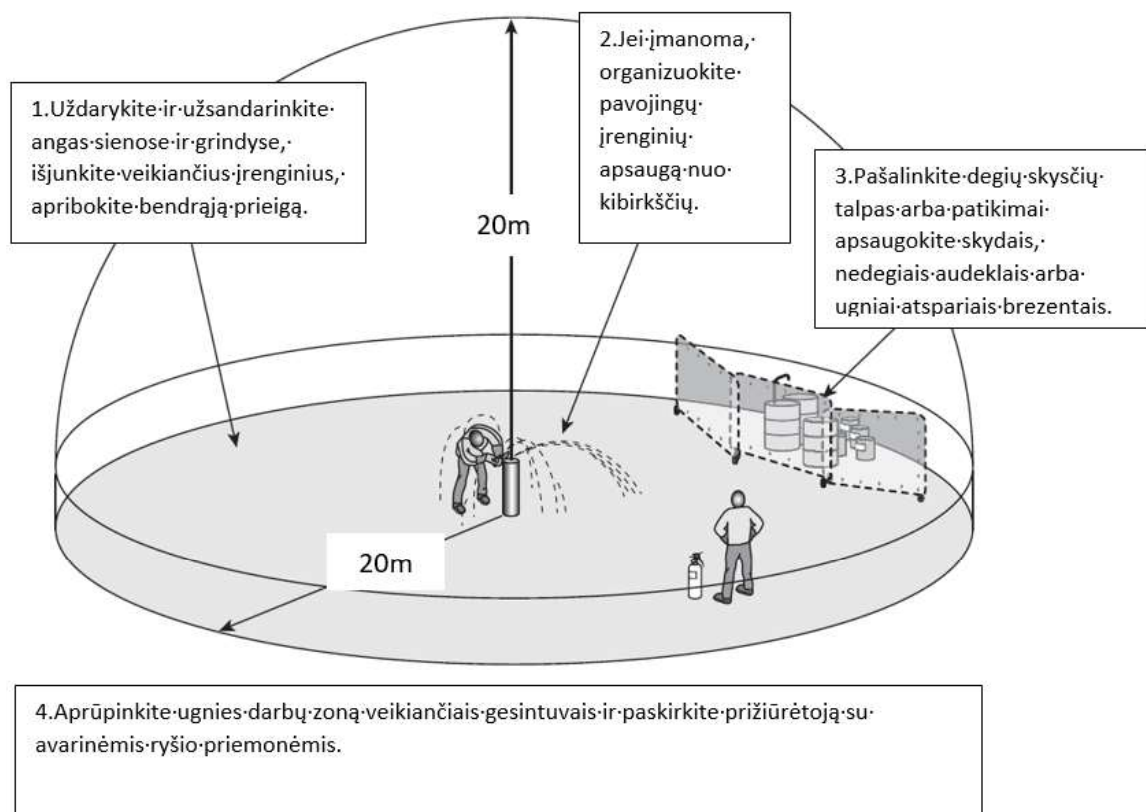 1.Uždarykite·ir·užsandarinkite·
angas·sienose·ir·grindyse,·
išjunkite·veikiančius·įrenginius,·
apribokite·bendrąją·prieigą.
2.Jei·įmanoma,·
organizuokite·
pavojingų·
įrenginių·
apsaugą·nuo·
kibirkščių.
3.Pašalinkite·degių·skysčių·
talpas·arba·patikimai·
apsaugokite·skydais,·
nedegiais·audeklais·arba·
ugniai·atspariais·brezentais.
20m
20m
4.Aprūpinkite·ugnies·darbų·zoną·veikiančiais·gesintuvais·ir·paskirkite·prižiūrėtoją·su·
avarinėmis·ryšio·priemonėmis.